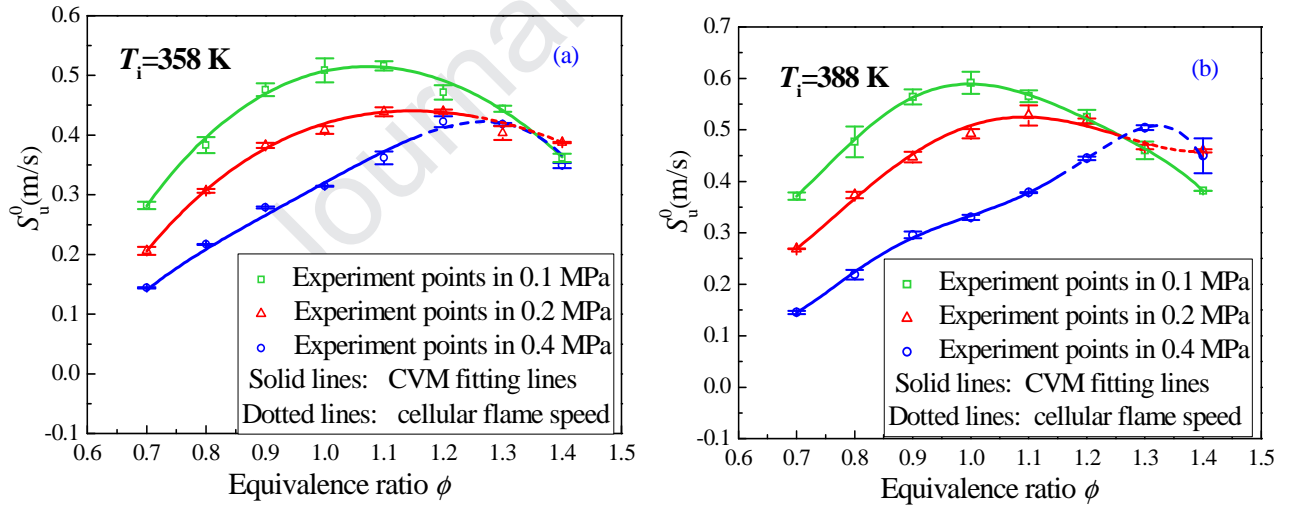 T_i=358 K
(a)
0.6
0.5
0.4
0.3
0.2
0.1
0.0
-0.1
S_u^0(m/s)
Experiment points in 0.1 MPa
Experiment points in 0.2 MPa
Experiment points in 0.4 MPa
Solid lines: CVM fitting lines
Dotted lines: cellular flame speed
0.6 0.7 0.8 0.9 1.0 1.1 1.2 1.3 1.4 1.5
Equivalence ratio ϕ
Journal
T_i=388 K
(b)
0.7
0.6
0.5
0.4
0.3
0.2
0.1
0.0
-0.1
S_u^0(m/s)
Experiment points in 0.1 MPa
Experiment points in 0.2 MPa
Experiment points in 0.4 MPa
Solid lines: CVM fitting lines
Dotted lines: cellular flame speed
0.6 0.7 0.8 0.9 1.0 1.1 1.2 1.3 1.4 1.5
Equivalence ratio ϕ